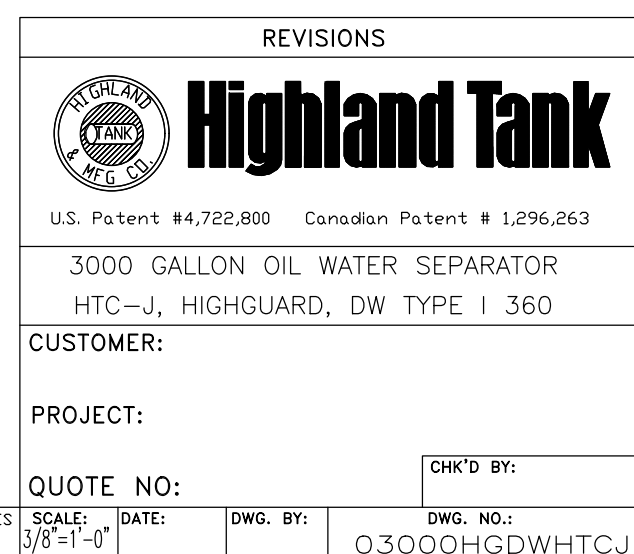 REVISIONS
HIGHLAND
TANK
& MFG CO.
Highland Tank
U.S. Patent #4,722,800 Canadian Patent # 1,296,263
3000 GALLON OIL WATER SEPARATOR
HTC-J, HIGHGUARD, DW TYPE I 360
CUSTOMER:
PROJECT:
QUOTE NO:
CHK'D BY:
SCALE: DATE: DWG. BY: DWG. NO.:
3/8"=1'-0" 03000HGDWHTCJ